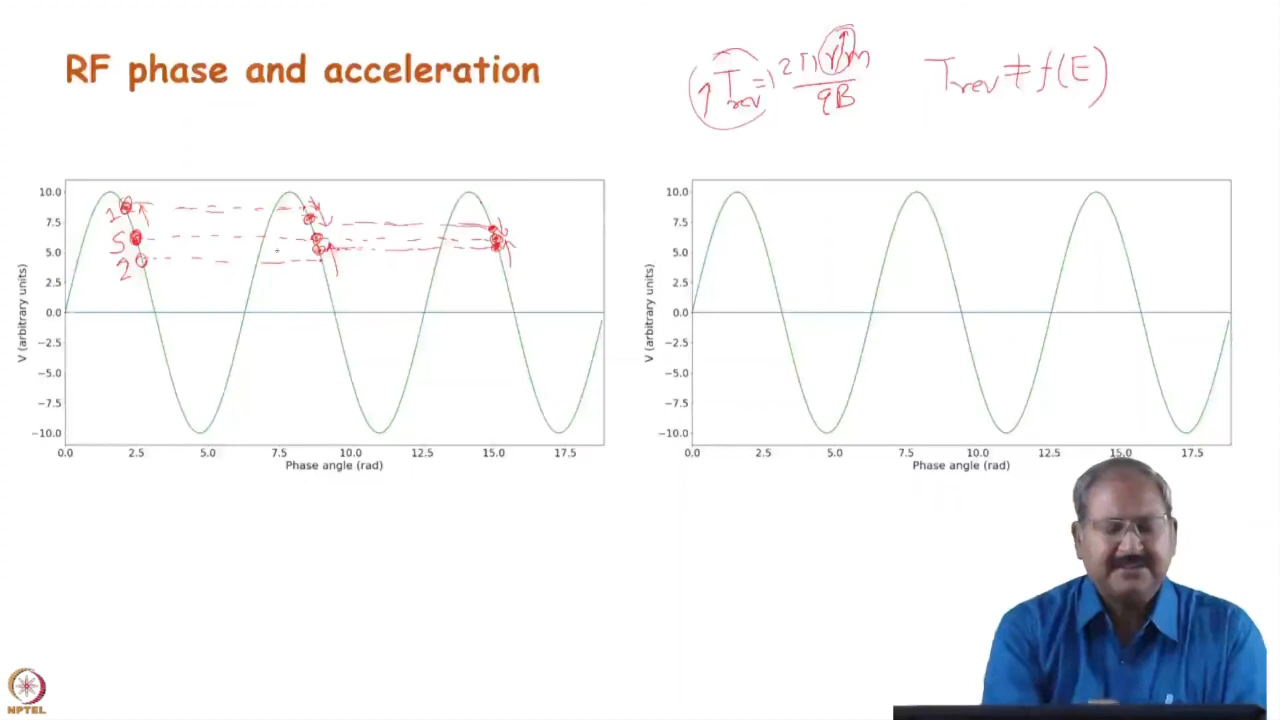 RF phase and acceleration
↑ T_rev = 2πγm / qB
T_rev ≠ f(E)
10.0
7.5
5.0
2.5
0.0
−2.5
−5.0
−7.5
−10.0
V (arbitrary units)
1
S
2
0.0 2.5 5.0 7.5 10.0 12.5 15.0 17.5
Phase angle (rad)
10.0
7.5
5.0
2.5
0.0
−2.5
−5.0
−7.5
−10.0
V (arbitrary units)
0.0 2.5 5.0 7.5 10.0 12.5 15.0 17.5
Phase angle (rad)
NPTEL